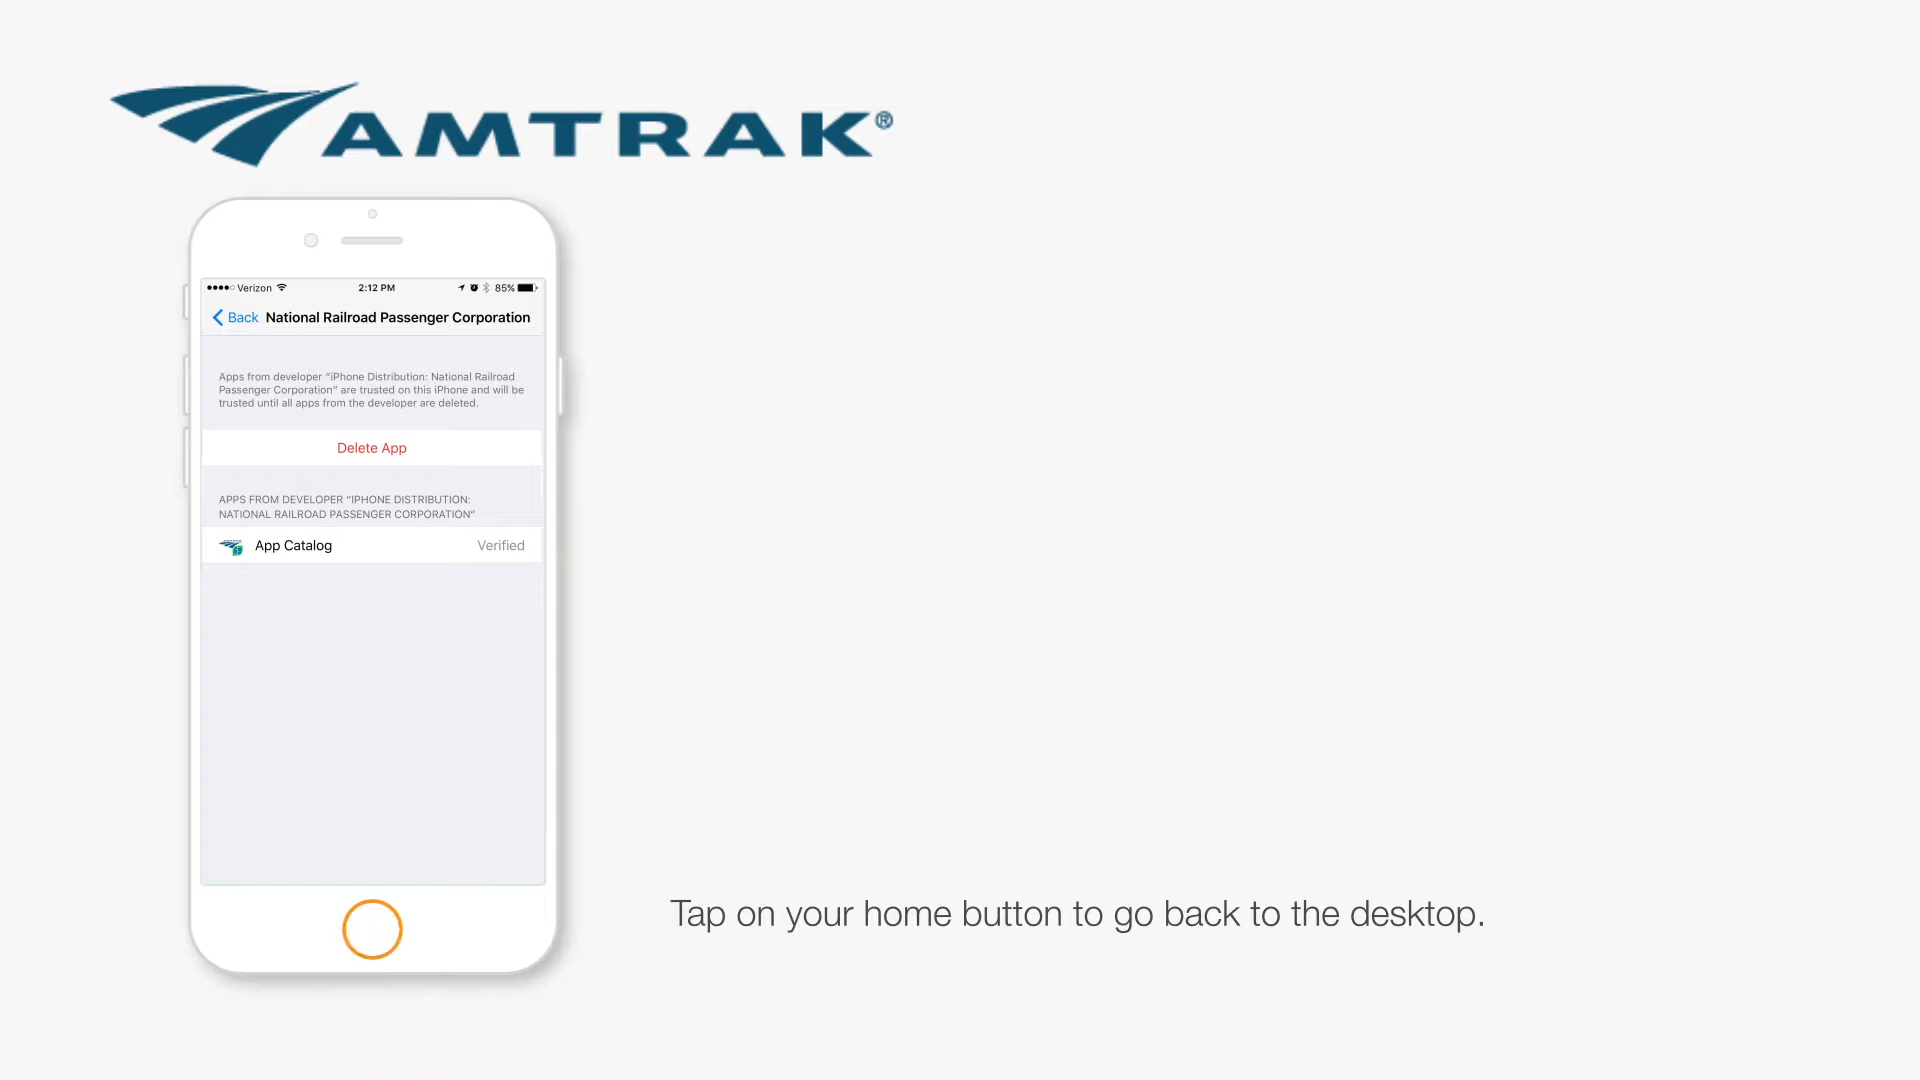 AMTRAK®
Verizon 2:12 PM 85%
Back National Railroad Passenger Corporation
Apps from developer “iPhone Distribution: National Railroad
Passenger Corporation” are trusted on this iPhone and will be
trusted until all apps from the developer are deleted.
Delete App
APPS FROM DEVELOPER “IPHONE DISTRIBUTION:
NATIONAL RAILROAD PASSENGER CORPORATION”
App Catalog Verified
Tap on your home button to go back to the desktop.